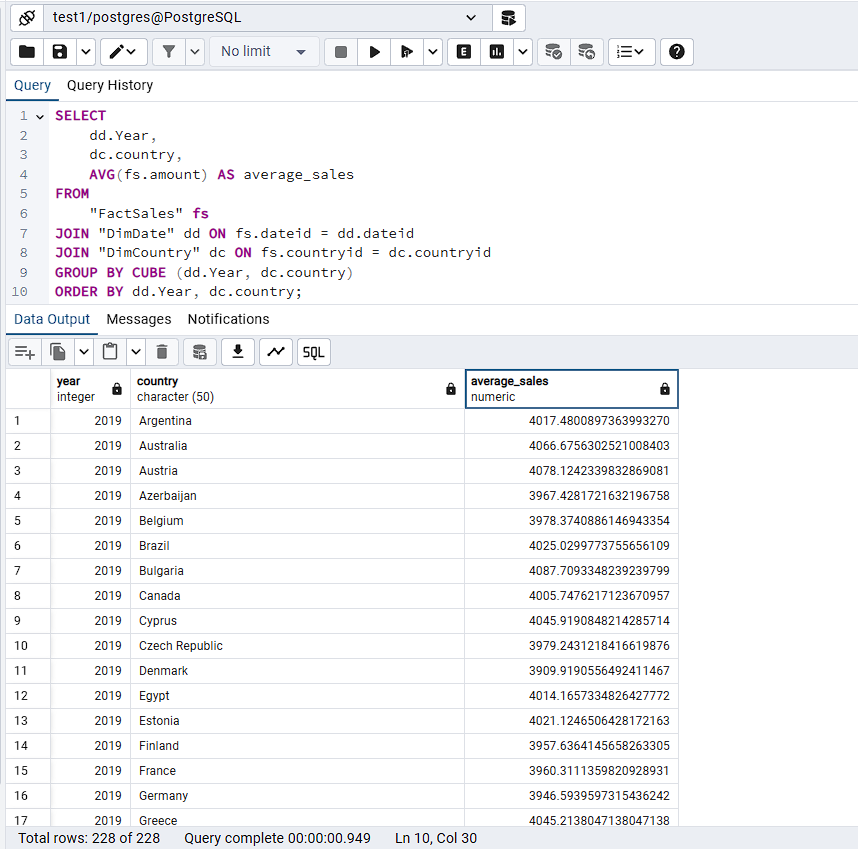 test1/postgres@PostgreSQL
No limit
E
?
Query Query History
1 SELECT
2 dd.Year,
3 dc.country,
4 AVG(fs.amount) AS average_sales
5 FROM
6 "FactSales" fs
7 JOIN "DimDate" dd ON fs.dateid = dd.dateid
8 JOIN "DimCountry" dc ON fs.countryid = dc.countryid
9 GROUP BY CUBE (dd.Year, dc.country)
10 ORDER BY dd.Year, dc.country;
Data Output Messages Notifications
SQL
year country average_sales
integer character (50) numeric
1 2019 Argentina 4017.4800897363993270
2 2019 Australia 4066.6756302521008403
3 2019 Austria 4078.1242339832869081
4 2019 Azerbaijan 3967.4281721632196758
5 2019 Belgium 3978.3740886146943354
6 2019 Brazil 4025.0299773755656109
7 2019 Bulgaria 4087.7093348239239799
8 2019 Canada 4005.7476217123670957
9 2019 Cyprus 4045.9190848214285714
10 2019 Czech Republic 3979.2431218416619876
11 2019 Denmark 3909.9190556492411467
12 2019 Egypt 4014.1657334826427772
13 2019 Estonia 4021.1246506428172163
14 2019 Finland 3957.6364145658263305
15 2019 France 3960.3111359820928931
16 2019 Germany 3946.5939597315436242
17 2019 Greece 4045.2138047138047138
Total rows: 228 of 228 Query complete 00:00:00.949 Ln 10, Col 30